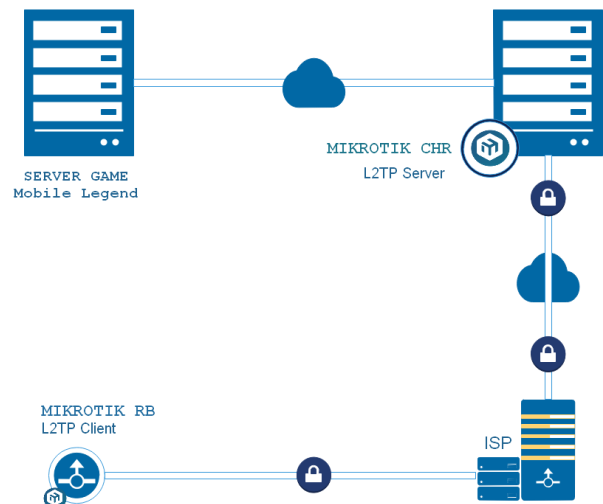 SERVER GAME
Mobile Legend
MIKROTIK CHR
L2TP Server
MIKROTIK RB
L2TP Client
ISP